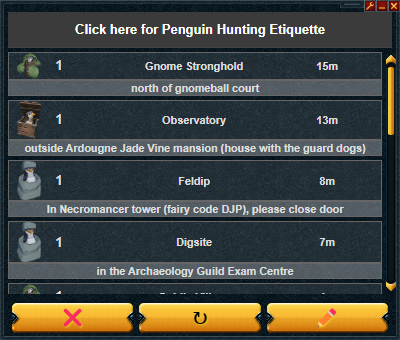 Click here for Penguin Hunting Etiquette
1 Gnome Stronghold 15m
north of gnomeball court
1 Observatory 13m
outside Ardougne Jade Vine mansion (house with the guard dogs)
1 Feldip 8m
In Necromancer tower (fairy code DJP), please close door
1 Digsite 7m
in the Archaeology Guild Exam Centre